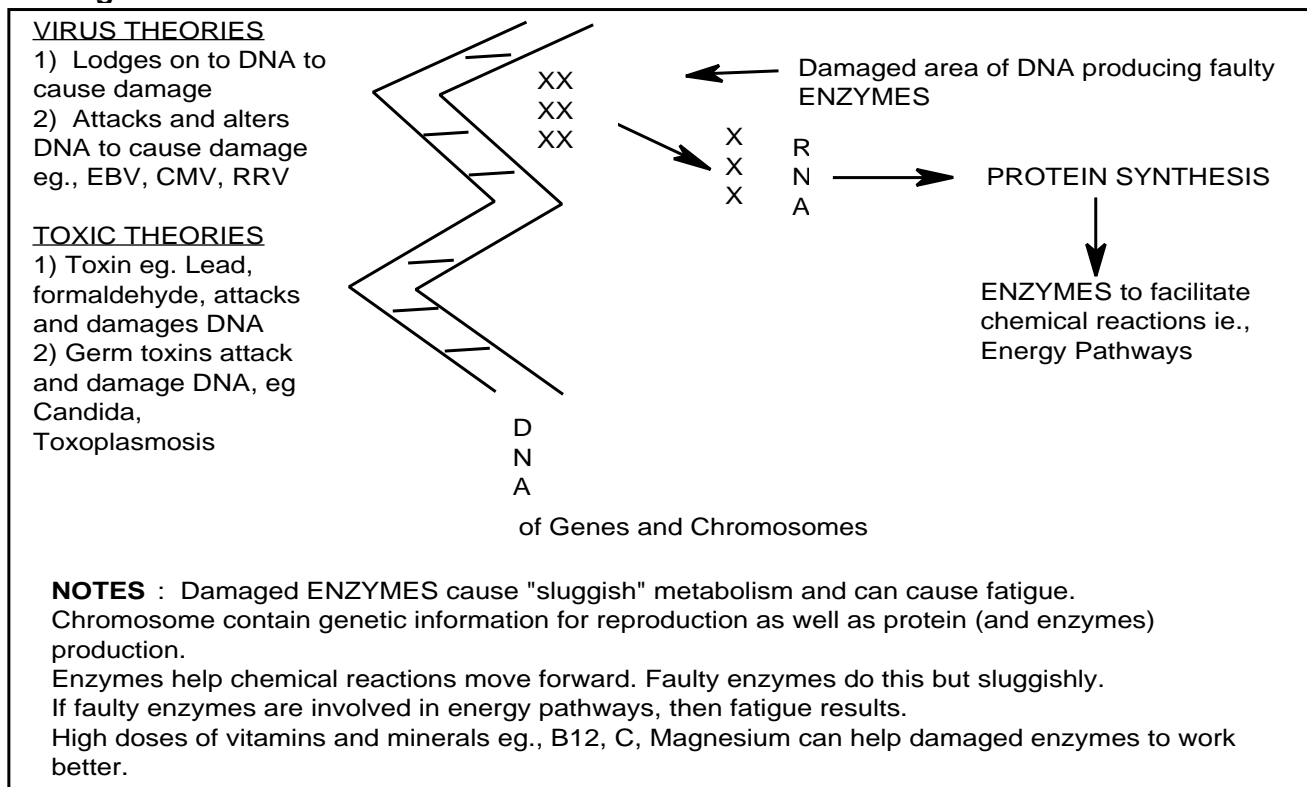 VIRUS THEORIES
1) Lodges on to DNA to
cause damage
2) Attacks and alters
DNA to cause damage
eg., EBV, CMV, RRV
TOXIC THEORIES
1) Toxin eg. Lead,
formaldehyde, attacks
and damages DNA
2) Germ toxins attack
and damage DNA, eg
Candida,
Toxoplasmosis
XX
XX
XX
Damaged area of DNA producing faulty
ENZYMES
X
X
X
R
N
A
PROTEIN SYNTHESIS
ENZYMES to facilitate
chemical reactions ie.,
Energy Pathways
D
N
A
of Genes and Chromosomes
NOTES : Damaged ENZYMES cause "sluggish" metabolism and can cause fatigue.
Chromosome contain genetic information for reproduction as well as protein (and enzymes)
production.
Enzymes help chemical reactions move forward. Faulty enzymes do this but sluggishly.
If faulty enzymes are involved in energy pathways, then fatigue results.
High doses of vitamins and minerals eg., B12, C, Magnesium can help damaged enzymes to work
better.